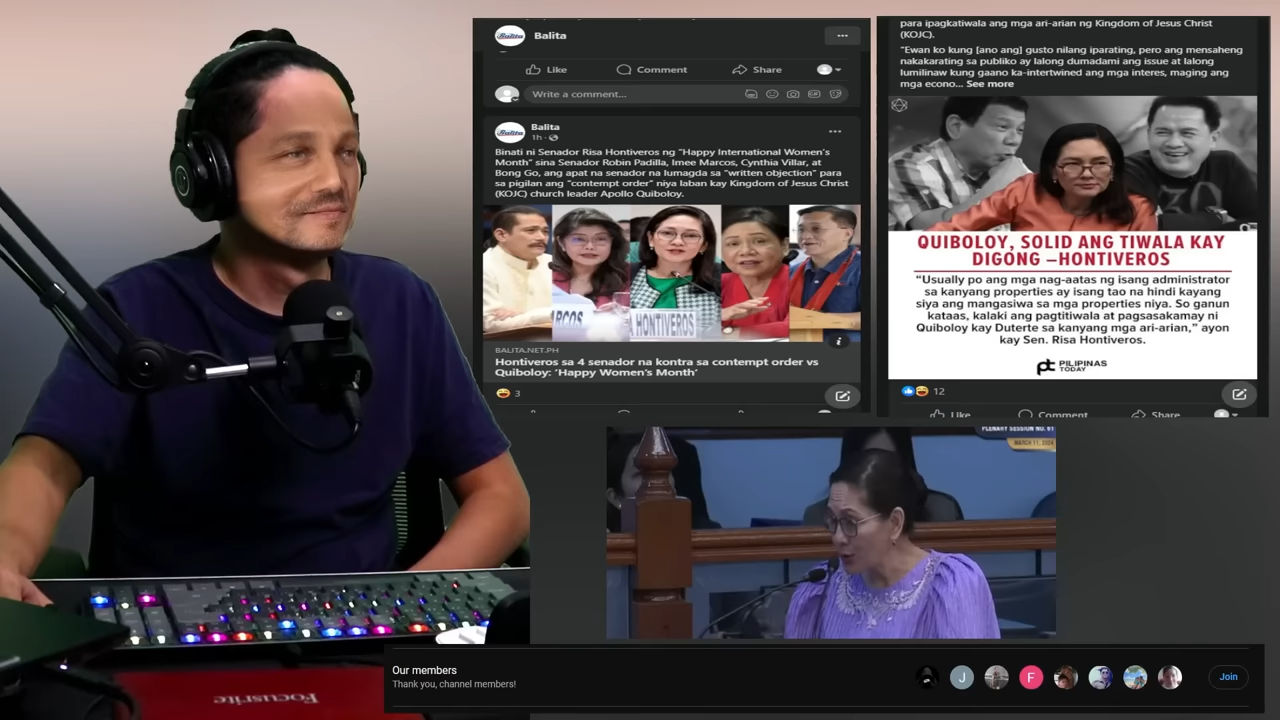 Balita
Like
Comment
Share
Write a comment...
Balita
Balita
1h
Binati ni Senador Risa Hontiveros ng "Happy International Women's
Month" sina Senador Robin Padilla, Imee Marcos, Cynthia Villar, at
Bong Go, ang apat na senador na lumagda sa "written objection" para
sa pigilan ang "contempt order" niya laban kay Kingdom of Jesus Christ
(KOJC) church leader Apollo Quiboloy.
ARCOS
A HONTIVEROS
BALITA.NET.PH
Hontiveros sa 4 senador na kontra sa contempt order vs
Quiboloy: 'Happy Women's Month'
3
para ipagkatiwala ang mga ari-arian ng Kingdom of Jesus Christ
(KOJC).
"Ewan ko kung [ano ang] gusto nilang iparating, pero ang mensaheng
nakakarating sa publiko ay lalong dumadami ang issue at lalong
lumilinaw kung gaano ka-intertwined ang mga interes, maging ang
mga econo... See more
QUIBOLOY, SOLID ANG TIWALA KAY
DIGONG –HONTIVEROS
"Usually po ang mga nag-aatas ng isang administrator
sa kanyang properties ay isang tao na hindi kayang
siya ang mangasiwa sa mga properties niya. So ganun
kataas, kalaki ang pagtitiwala at pagsasakamay ni
Quiboloy kay Duterte sa kanyang mga ari-arian," ayon
kay Sen. Risa Hontiveros.
pt PILIPINAS
TODAY
12
Like
Comment
Share
PLENARY SESSION NO. 61
MARCH 11, 2024
Our members
Thank you, channel members!
J
F
Join
Focusrite